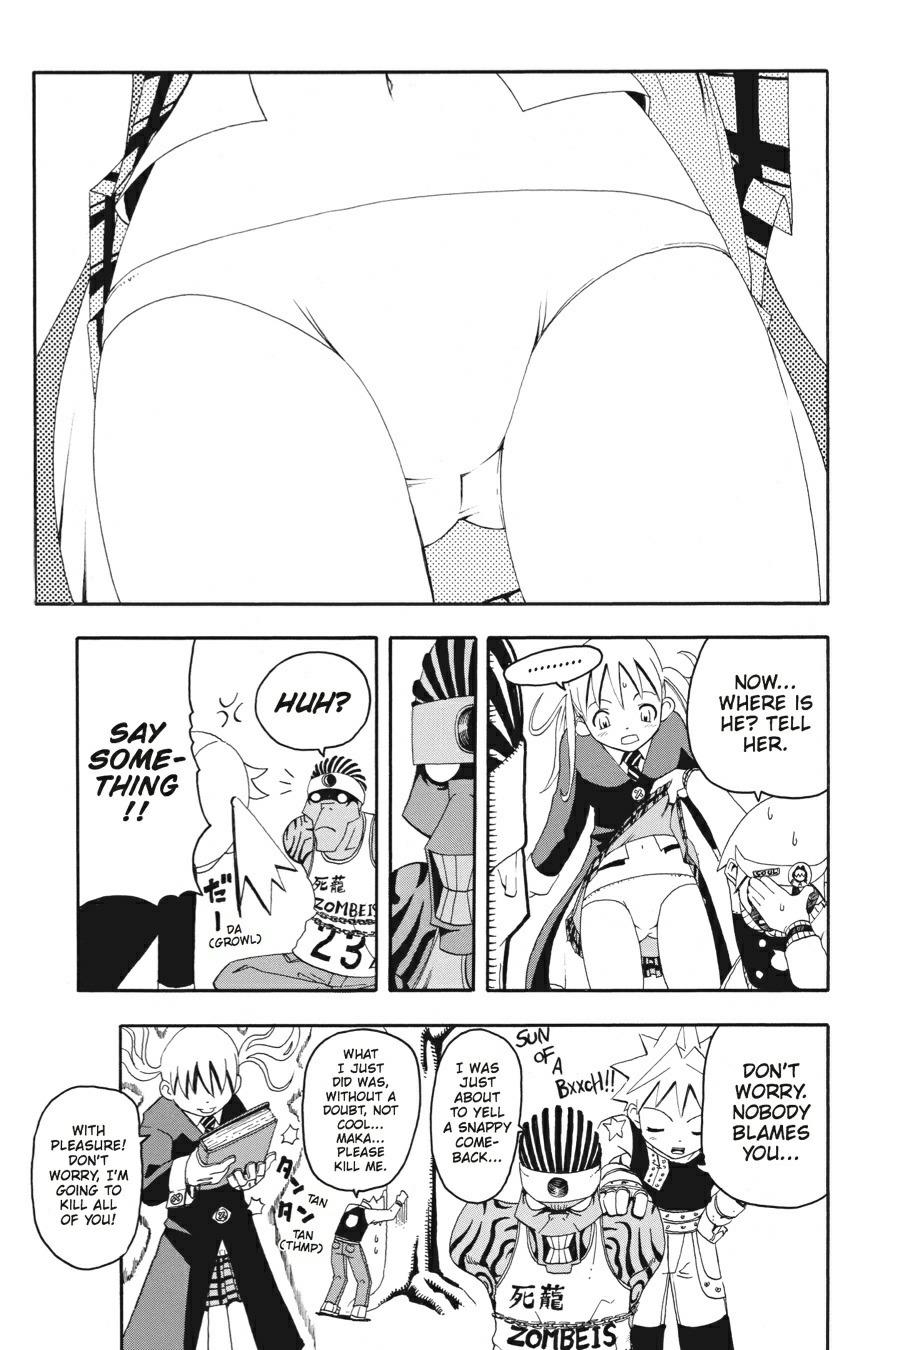 NOW...
WHERE IS
HE? TELL
HER.
.........
SOUL
HUH?
SAY
SOME-
THING
!!
だー
DA
(GROWL)
死龍
ZOMBEIS
23
DON'T
WORRY.
NOBODY
BLAMES
YOU...
SUN
OF
A
BXXCH!!
I WAS
JUST
ABOUT
TO YELL
A SNAPPY
COME-
BACK...
死龍
ZOMBEIS
WHAT
I JUST
DID WAS,
WITHOUT A
DOUBT, NOT
COOL...
MAKA...
PLEASE
KILL ME.
タン
TAN
タン
TAN
(THMP)
WITH
PLEASURE!
DON'T
WORRY, I'M
GOING TO
KILL ALL
OF YOU!